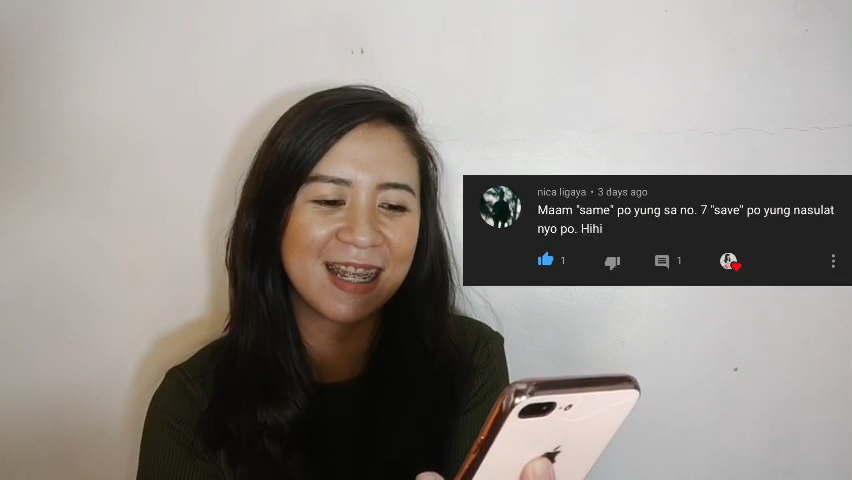 nica ligaya • 3 days ago
Maam "same" po yung sa no. 7 "save" po yung nasulat
nyo po. Hihi
1
1